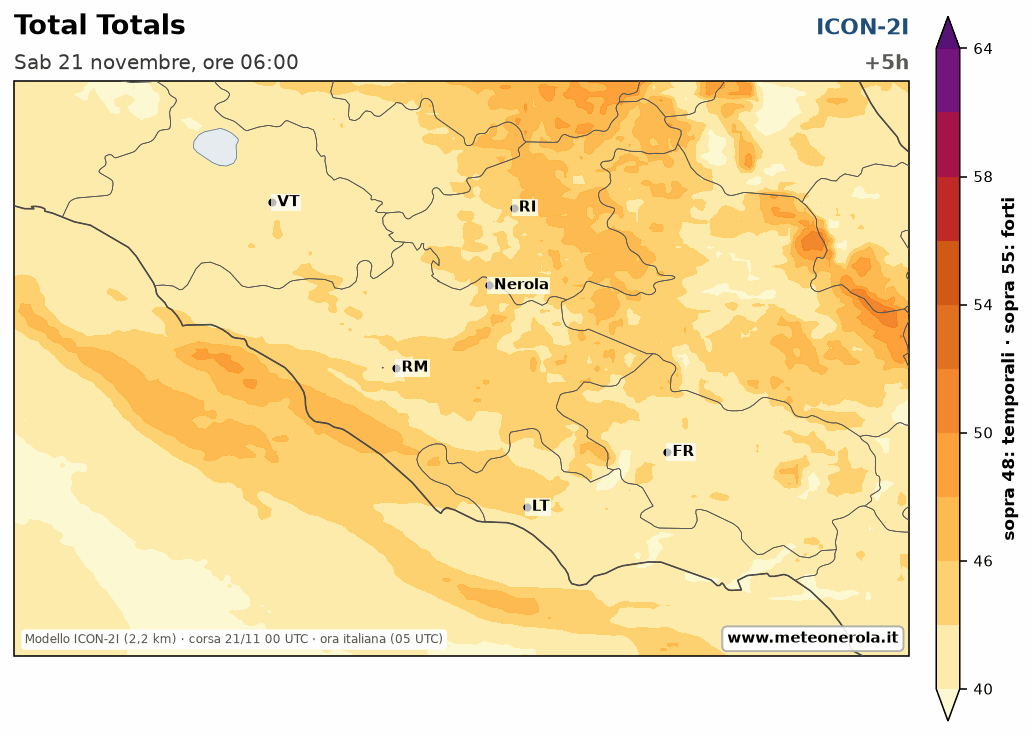 Total Totals
ICON-2I
Sab 21 novembre, ore 06:00
+5h
VT
RI
Nerola
RM
FR
LT
Modello ICON-2I (2,2 km) · corsa 21/11 00 UTC · ora italiana (05 UTC)
www.meteonerola.it
64
58
54
50
46
40
sopra 48: temporali · sopra 55: forti